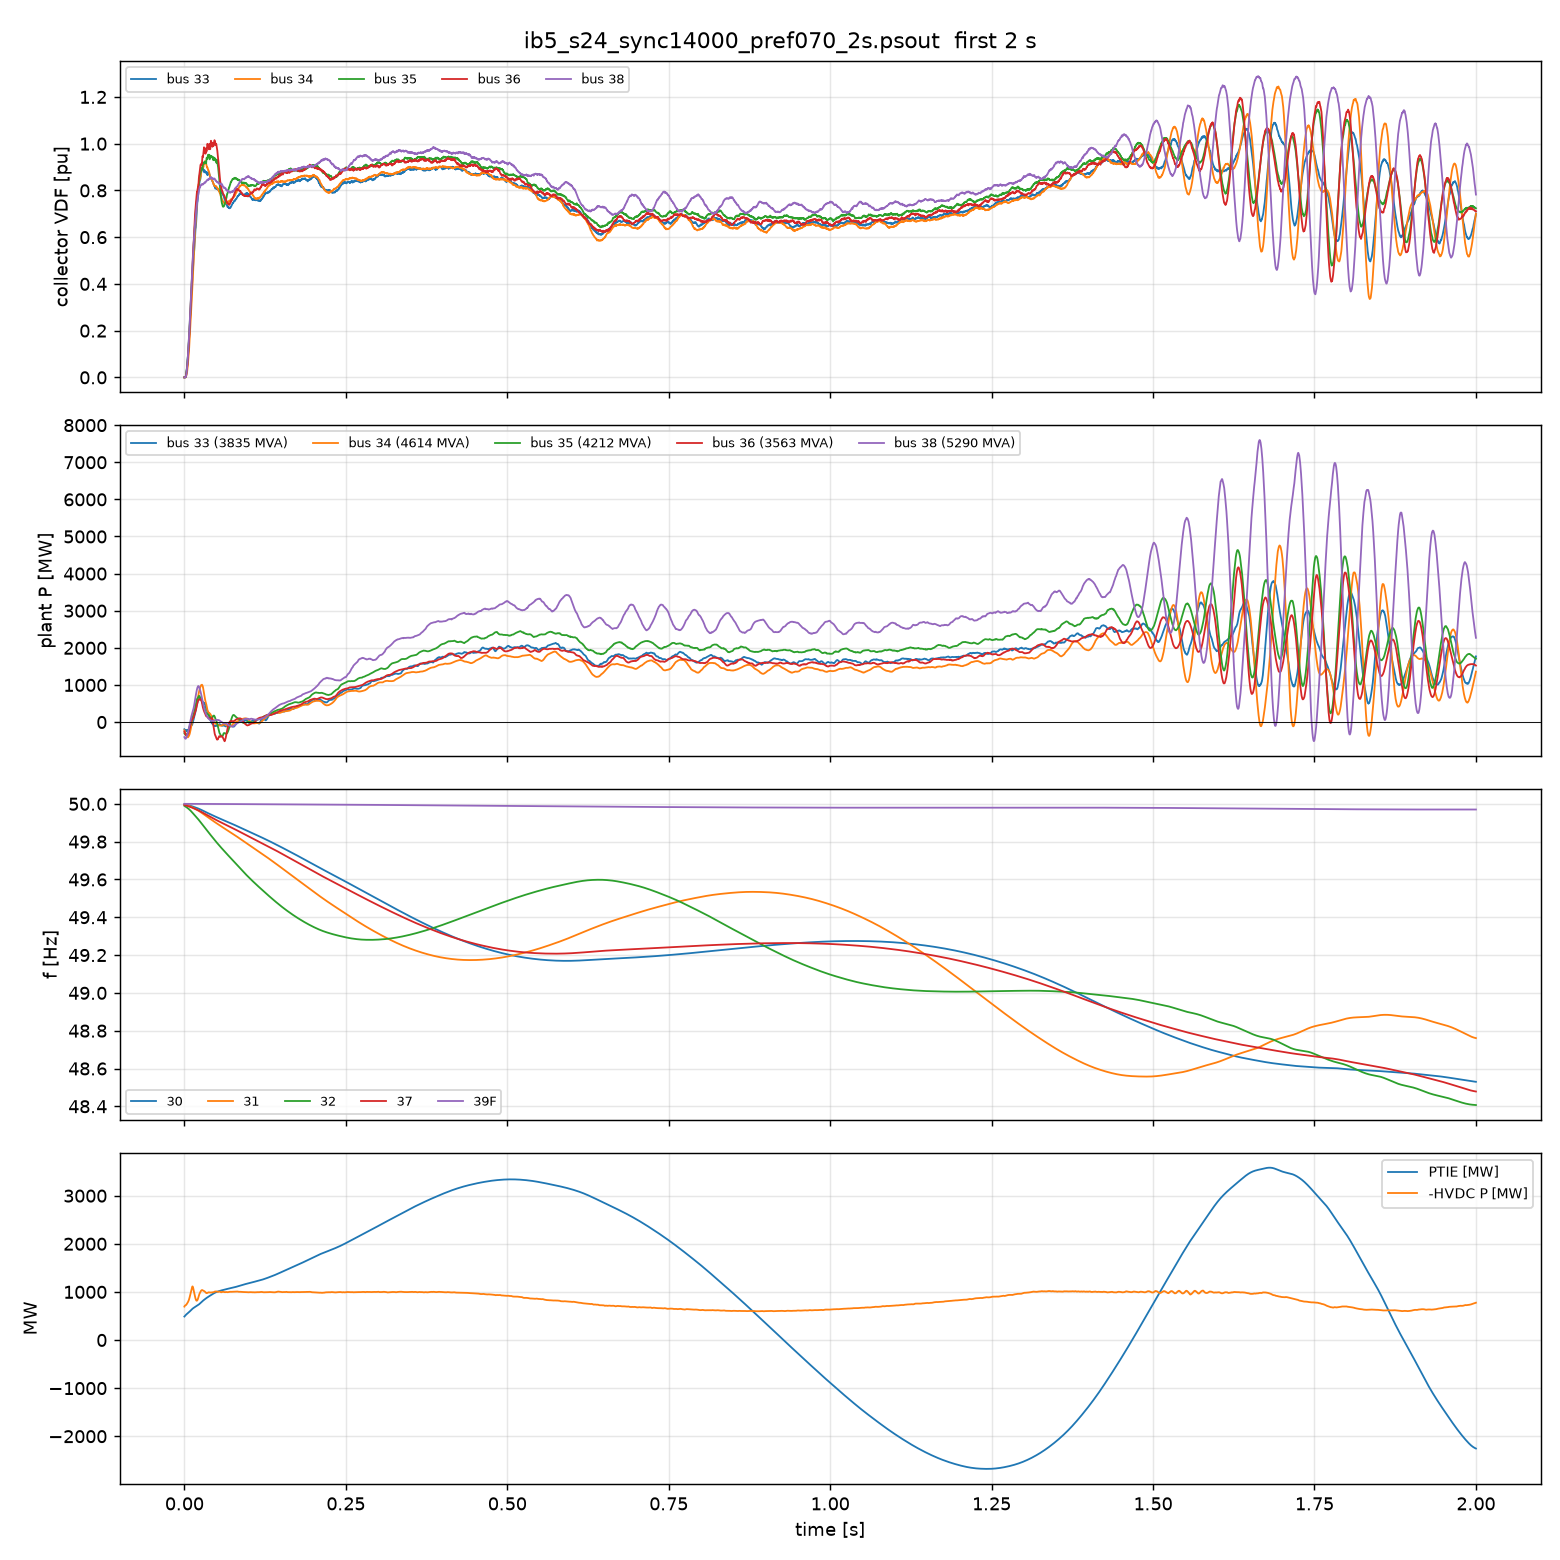 ib5_s24_sync14000_pref070_2s.psout  first 2 s
bus 33 bus 34 bus 35 bus 36 bus 38
collector VDF [pu]
1.2
1.0
0.8
0.6
0.4
0.2
0.0
bus 33 (3835 MVA) bus 34 (4614 MVA) bus 35 (4212 MVA) bus 36 (3563 MVA) bus 38 (5290 MVA)
plant P [MW]
8000
7000
6000
5000
4000
3000
2000
1000
0
f [Hz]
50.0
49.8
49.6
49.4
49.2
49.0
48.8
48.6
48.4
30 31 32 37 39F
PTIE [MW]
-HVDC P [MW]
MW
3000
2000
1000
0
−1000
−2000
0.00 0.25 0.50 0.75 1.00 1.25 1.50 1.75 2.00
time [s]